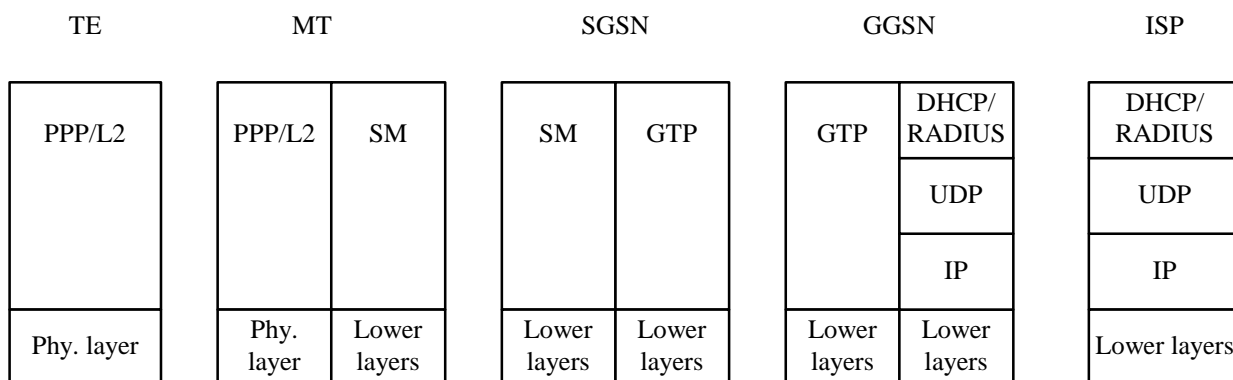 TE MT SGSN GGSN ISP
PPP/L2
PPP/L2
SM
SM
GTP
GTP
DHCP/
RADIUS
DHCP/
RADIUS
UDP
UDP
IP
IP
Phy. layer
Phy.
layer
Lower
layers
Lower
layers
Lower
layers
Lower
layers
Lower
layers
Lower layers